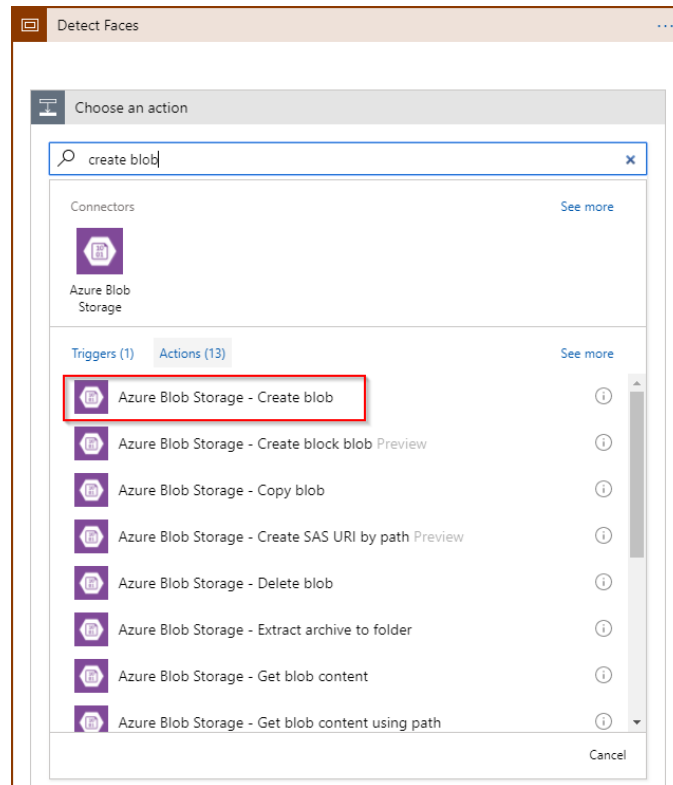 Detect Faces
...
Choose an action
create blob
Connectors See more
Azure Blob
Storage
Triggers (1) Actions (13) See more
Azure Blob Storage - Create blob
Azure Blob Storage - Create block blob Preview
Azure Blob Storage - Copy blob
Azure Blob Storage - Create SAS URI by path Preview
Azure Blob Storage - Delete blob
Azure Blob Storage - Extract archive to folder
Azure Blob Storage - Get blob content
Azure Blob Storage - Get blob content using path
Cancel